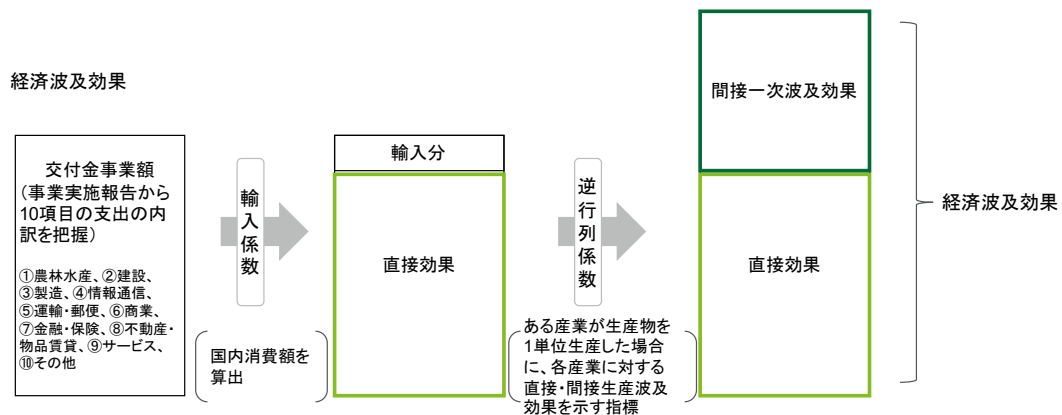 経済波及効果
交付金事業額
（事業実施報告から
10項目の支出の内
訳を把握）
①農林水産、②建設、
③製造、④情報通信、
⑤運輸・郵便、⑥商業、
⑦金融・保険、⑧不動産・
物品賃貸、⑨サービス、
⑩その他
輸入係数
国内消費額を
算出
輸入分
直接効果
逆行列係数
ある産業が生産物を
1単位生産した場合
に、各産業に対する
直接・間接生産波及
効果を示す指標
間接一次波及効果
直接効果
経済波及効果